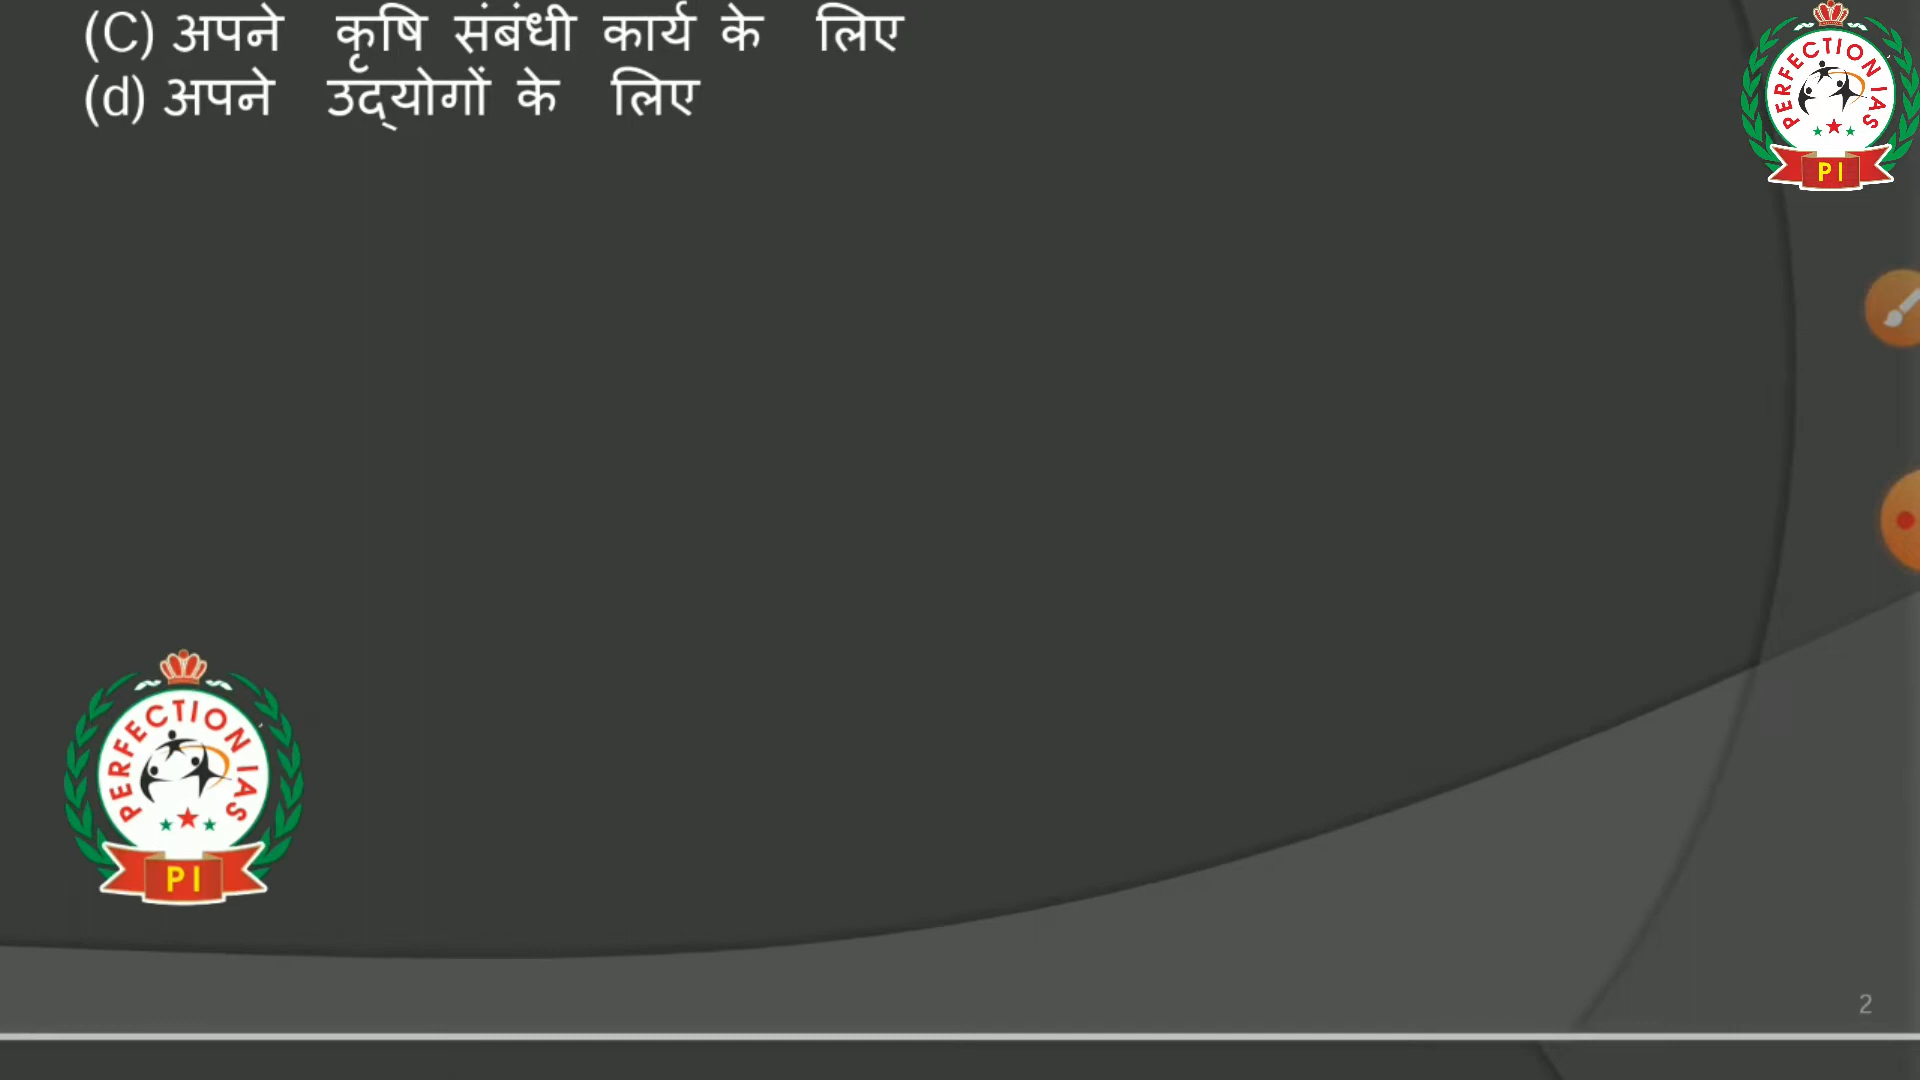 (C) अपने कृषि संबंधी कार्य के लिए
(d) अपने उद्योगों के लिए
PERFECTION IAS
PI
PERFECTION IAS
PI
2